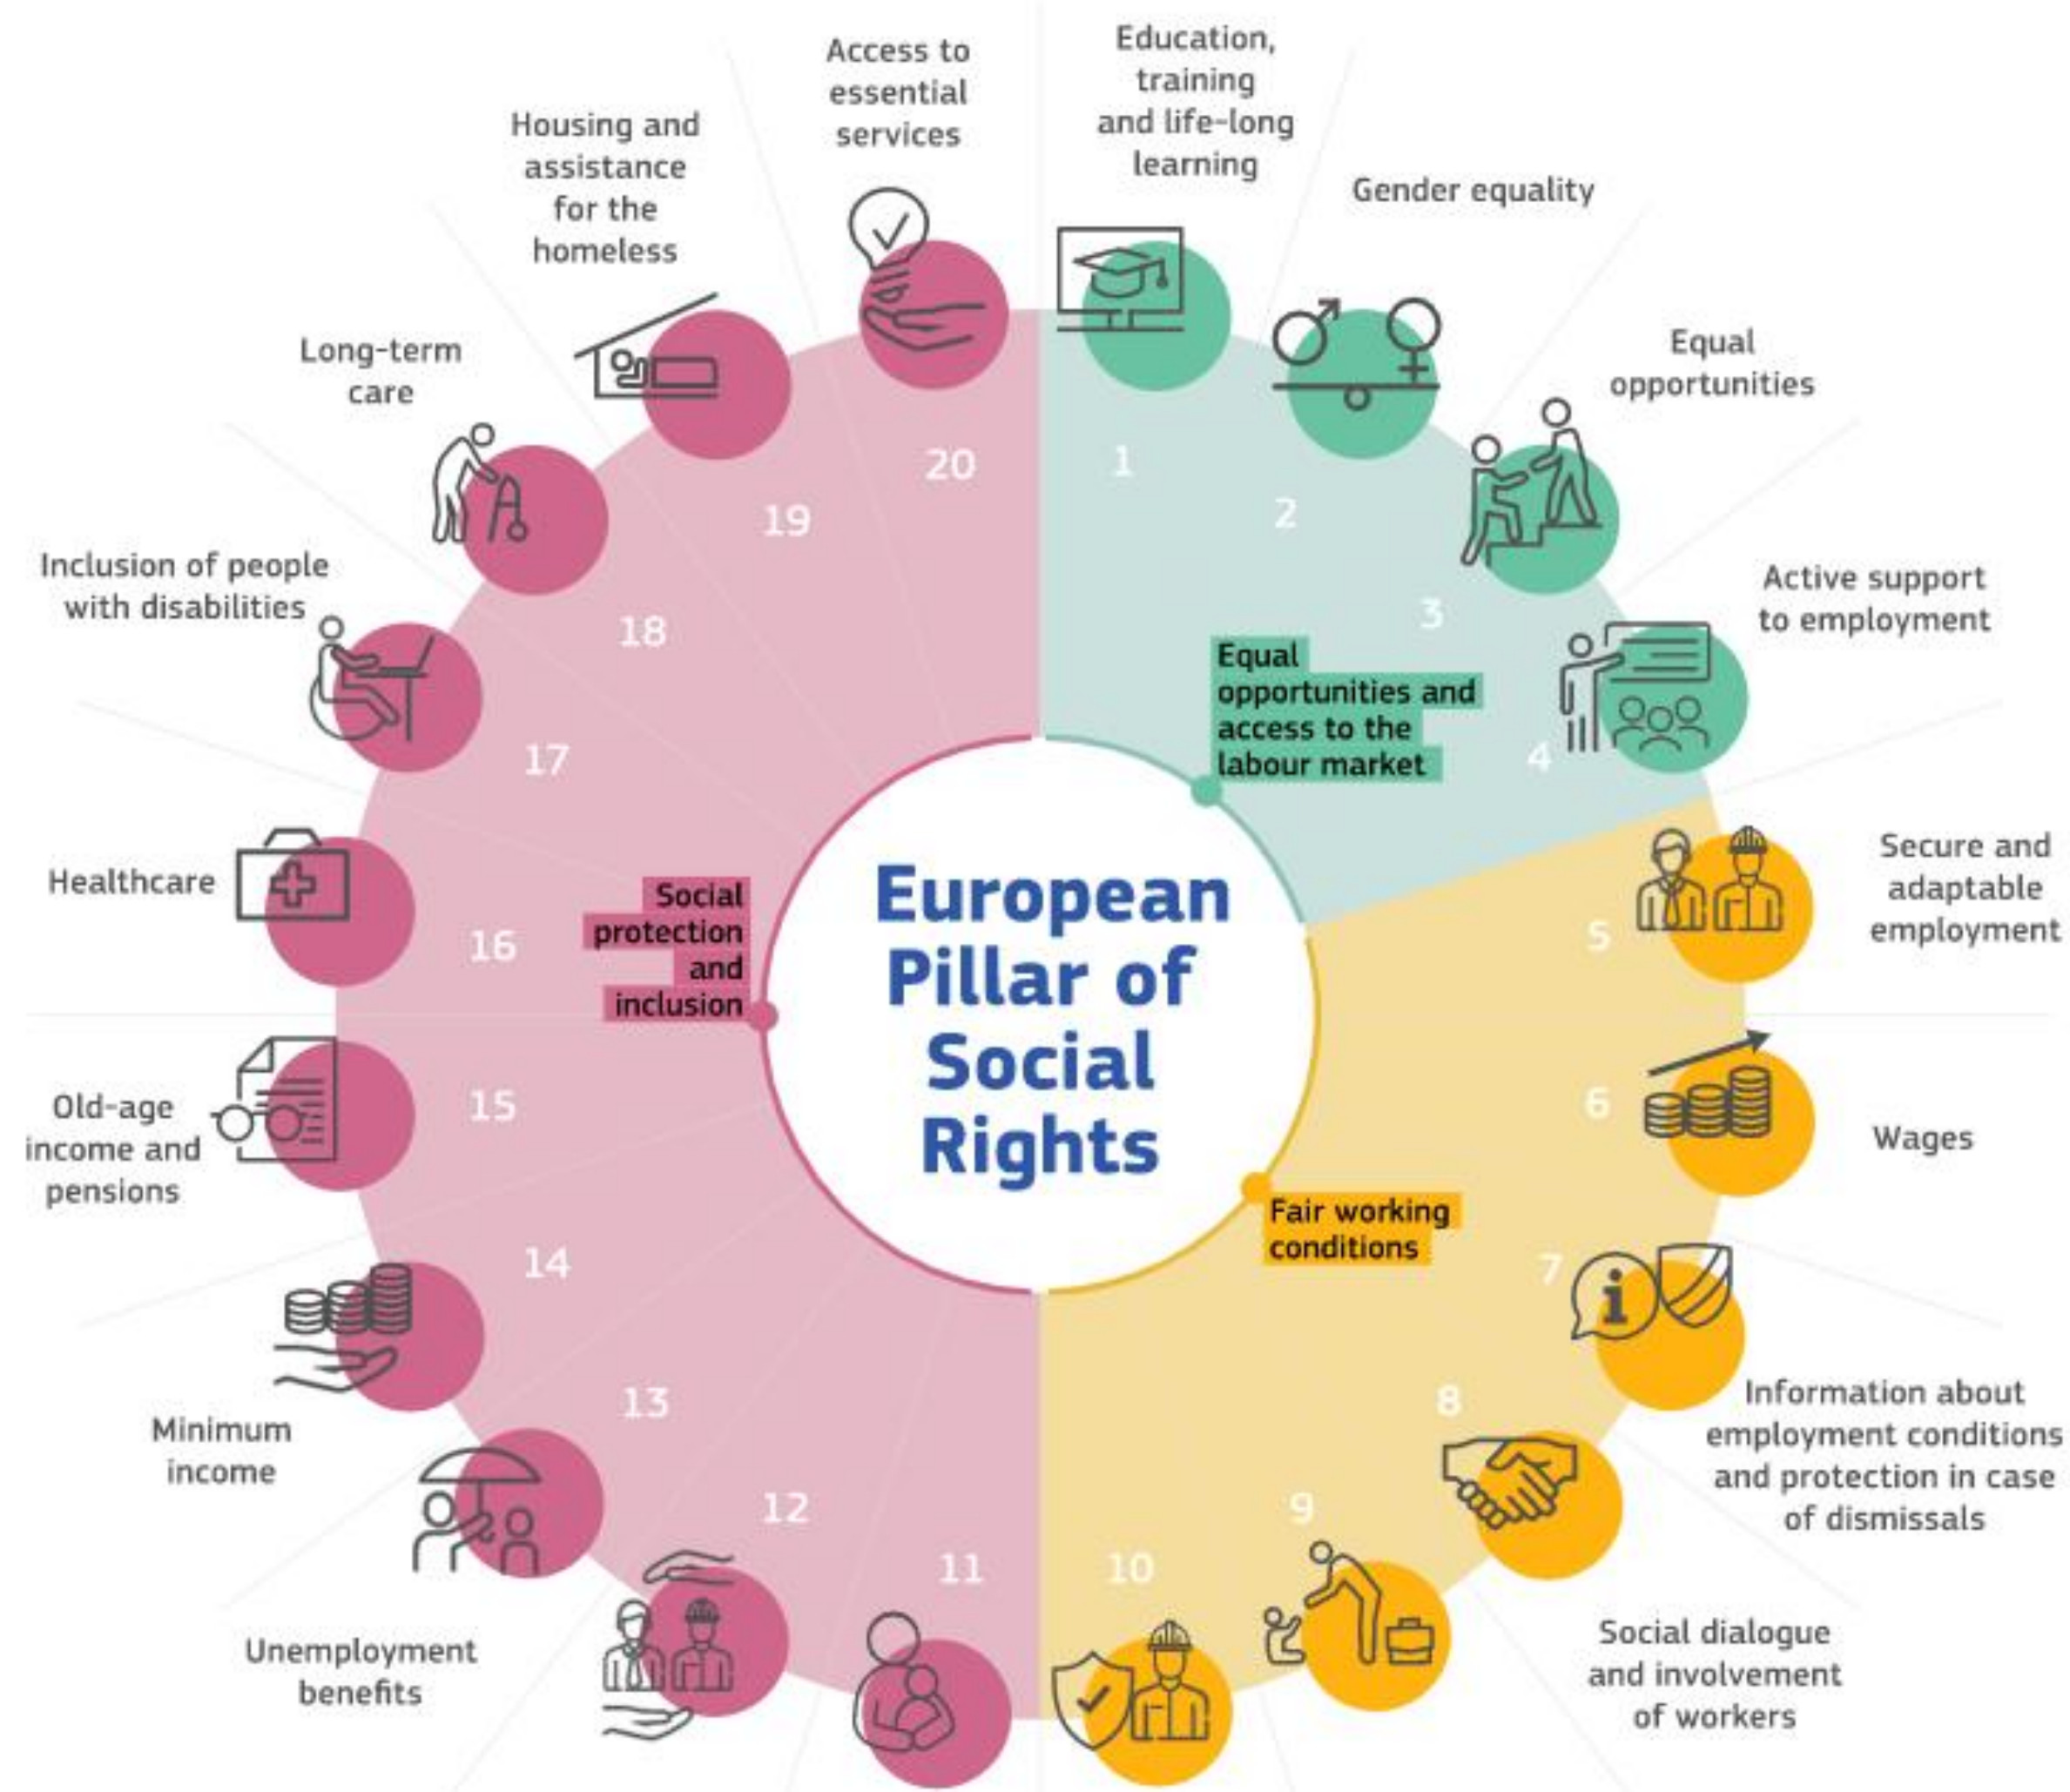 Access to
essential
services
Education,
training
and life-long
learning
Gender equality
Equal
opportunities
Active support
to employment
Secure and
adaptable
employment
Wages
Information about
employment conditions
and protection in case
of dismissals
Social dialogue
and involvement
of workers
Unemployment
benefits
Minimum
income
Old-age
income and
pensions
Healthcare
Inclusion of people
with disabilities
Long-term
care
Housing and
assistance
for the
homeless
1
2
3
4
5
6
7
8
9
10
11
12
13
14
15
16
17
18
19
20
Equal
opportunities and
access to the
labour market
Fair working
conditions
Social
protection
and
inclusion
European
Pillar of
Social
Rights
i